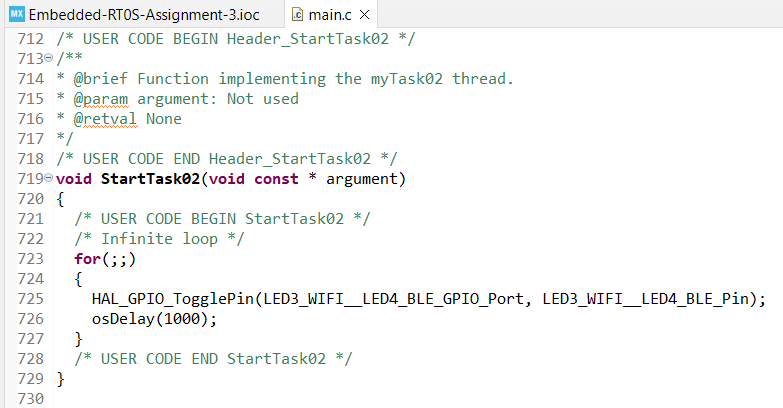 MX Embedded-RT0S-Assignment-3.ioc
.c main.c
712 /* USER CODE BEGIN Header_StartTask02 */
713 /**
714 * @brief Function implementing the myTask02 thread.
715 * @param argument: Not used
716 * @retval None
717 */
718 /* USER CODE END Header_StartTask02 */
719 void StartTask02(void const * argument)
720 {
721 /* USER CODE BEGIN StartTask02 */
722 /* Infinite loop */
723 for(;;)
724 {
725 HAL_GPIO_TogglePin(LED3_WIFI__LED4_BLE_GPIO_Port, LED3_WIFI__LED4_BLE_Pin);
726 osDelay(1000);
727 }
728 /* USER CODE END StartTask02 */
729 }
730